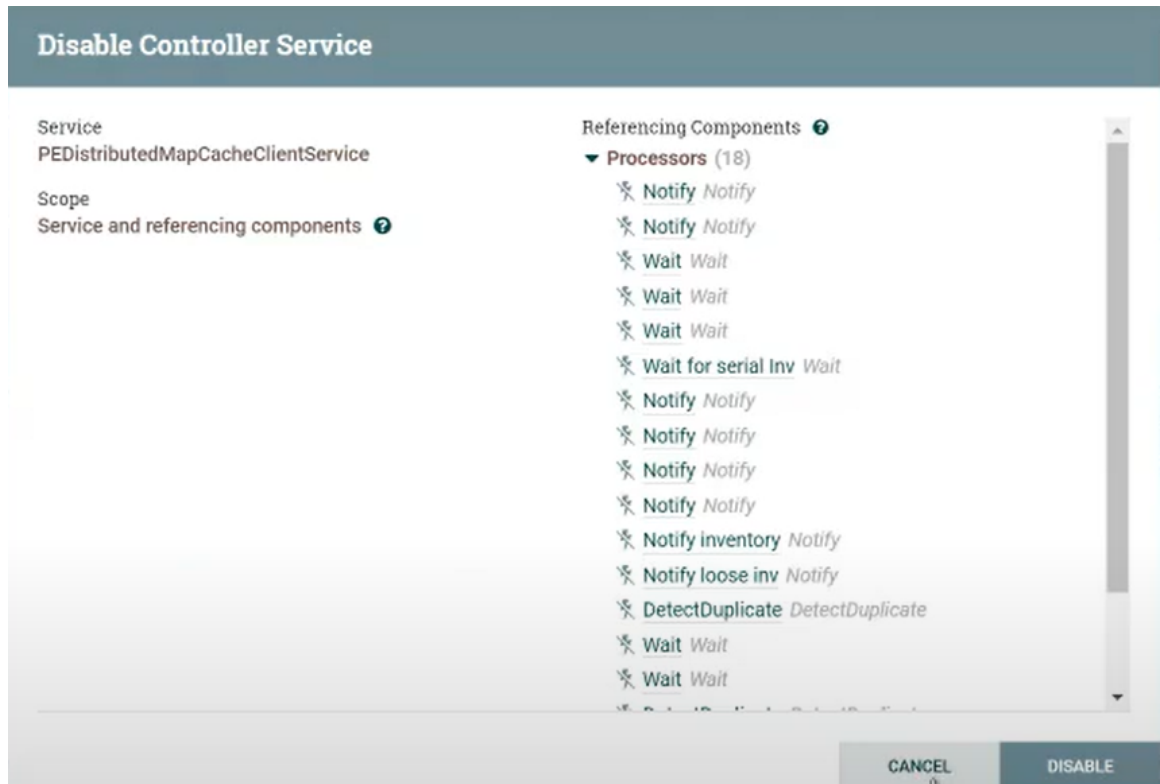 Disable Controller Service
Service
PEDistributedMapCacheClientService
Scope
Service and referencing components
Referencing Components
Processors (18)
Notify Notify
Notify Notify
Wait Wait
Wait Wait
Wait Wait
Wait for serial Inv Wait
Notify Notify
Notify Notify
Notify Notify
Notify Notify
Notify inventory Notify
Notify loose inv Notify
DetectDuplicate DetectDuplicate
Wait Wait
Wait Wait
CANCEL
DISABLE